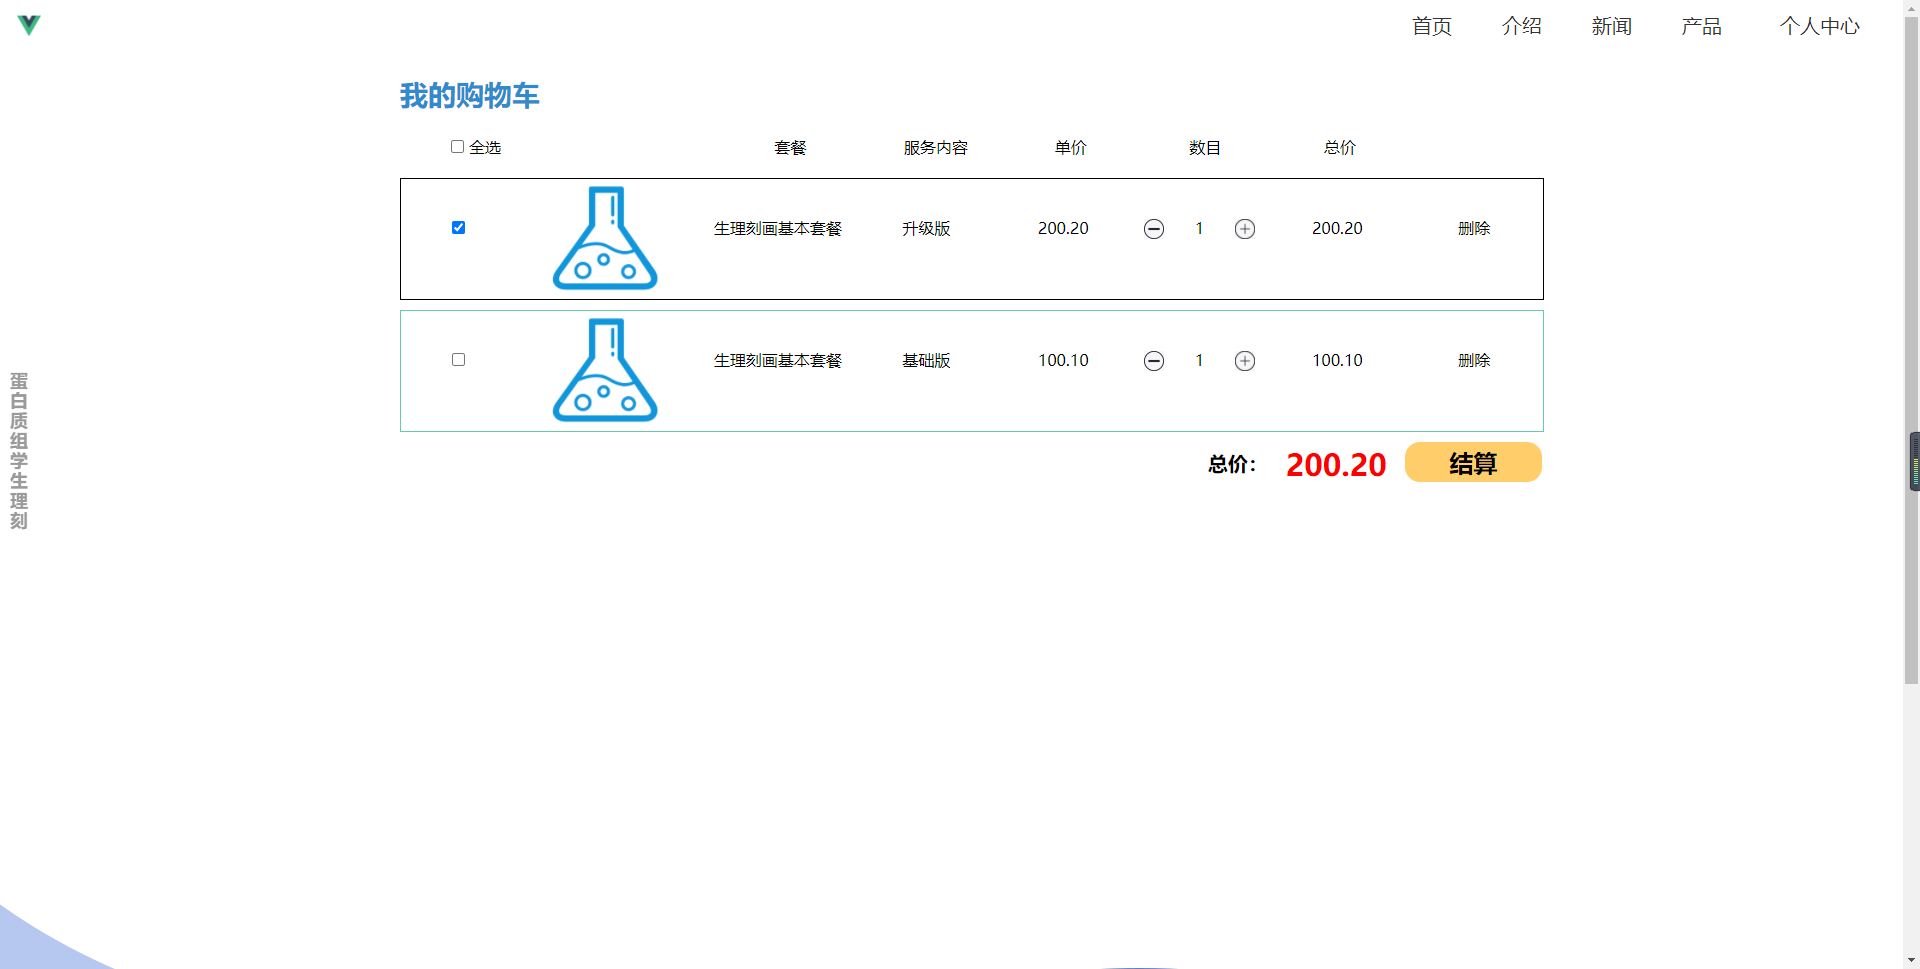 首页 介绍 新闻 产品 个人中心
我的购物车
全选 套餐 服务内容 单价 数目 总价
生理刻画基本套餐 升级版 200.20 1 200.20 删除
生理刻画基本套餐 基础版 100.10 1 100.10 删除
总价： 200.20 结算
蛋白质组学生理刻